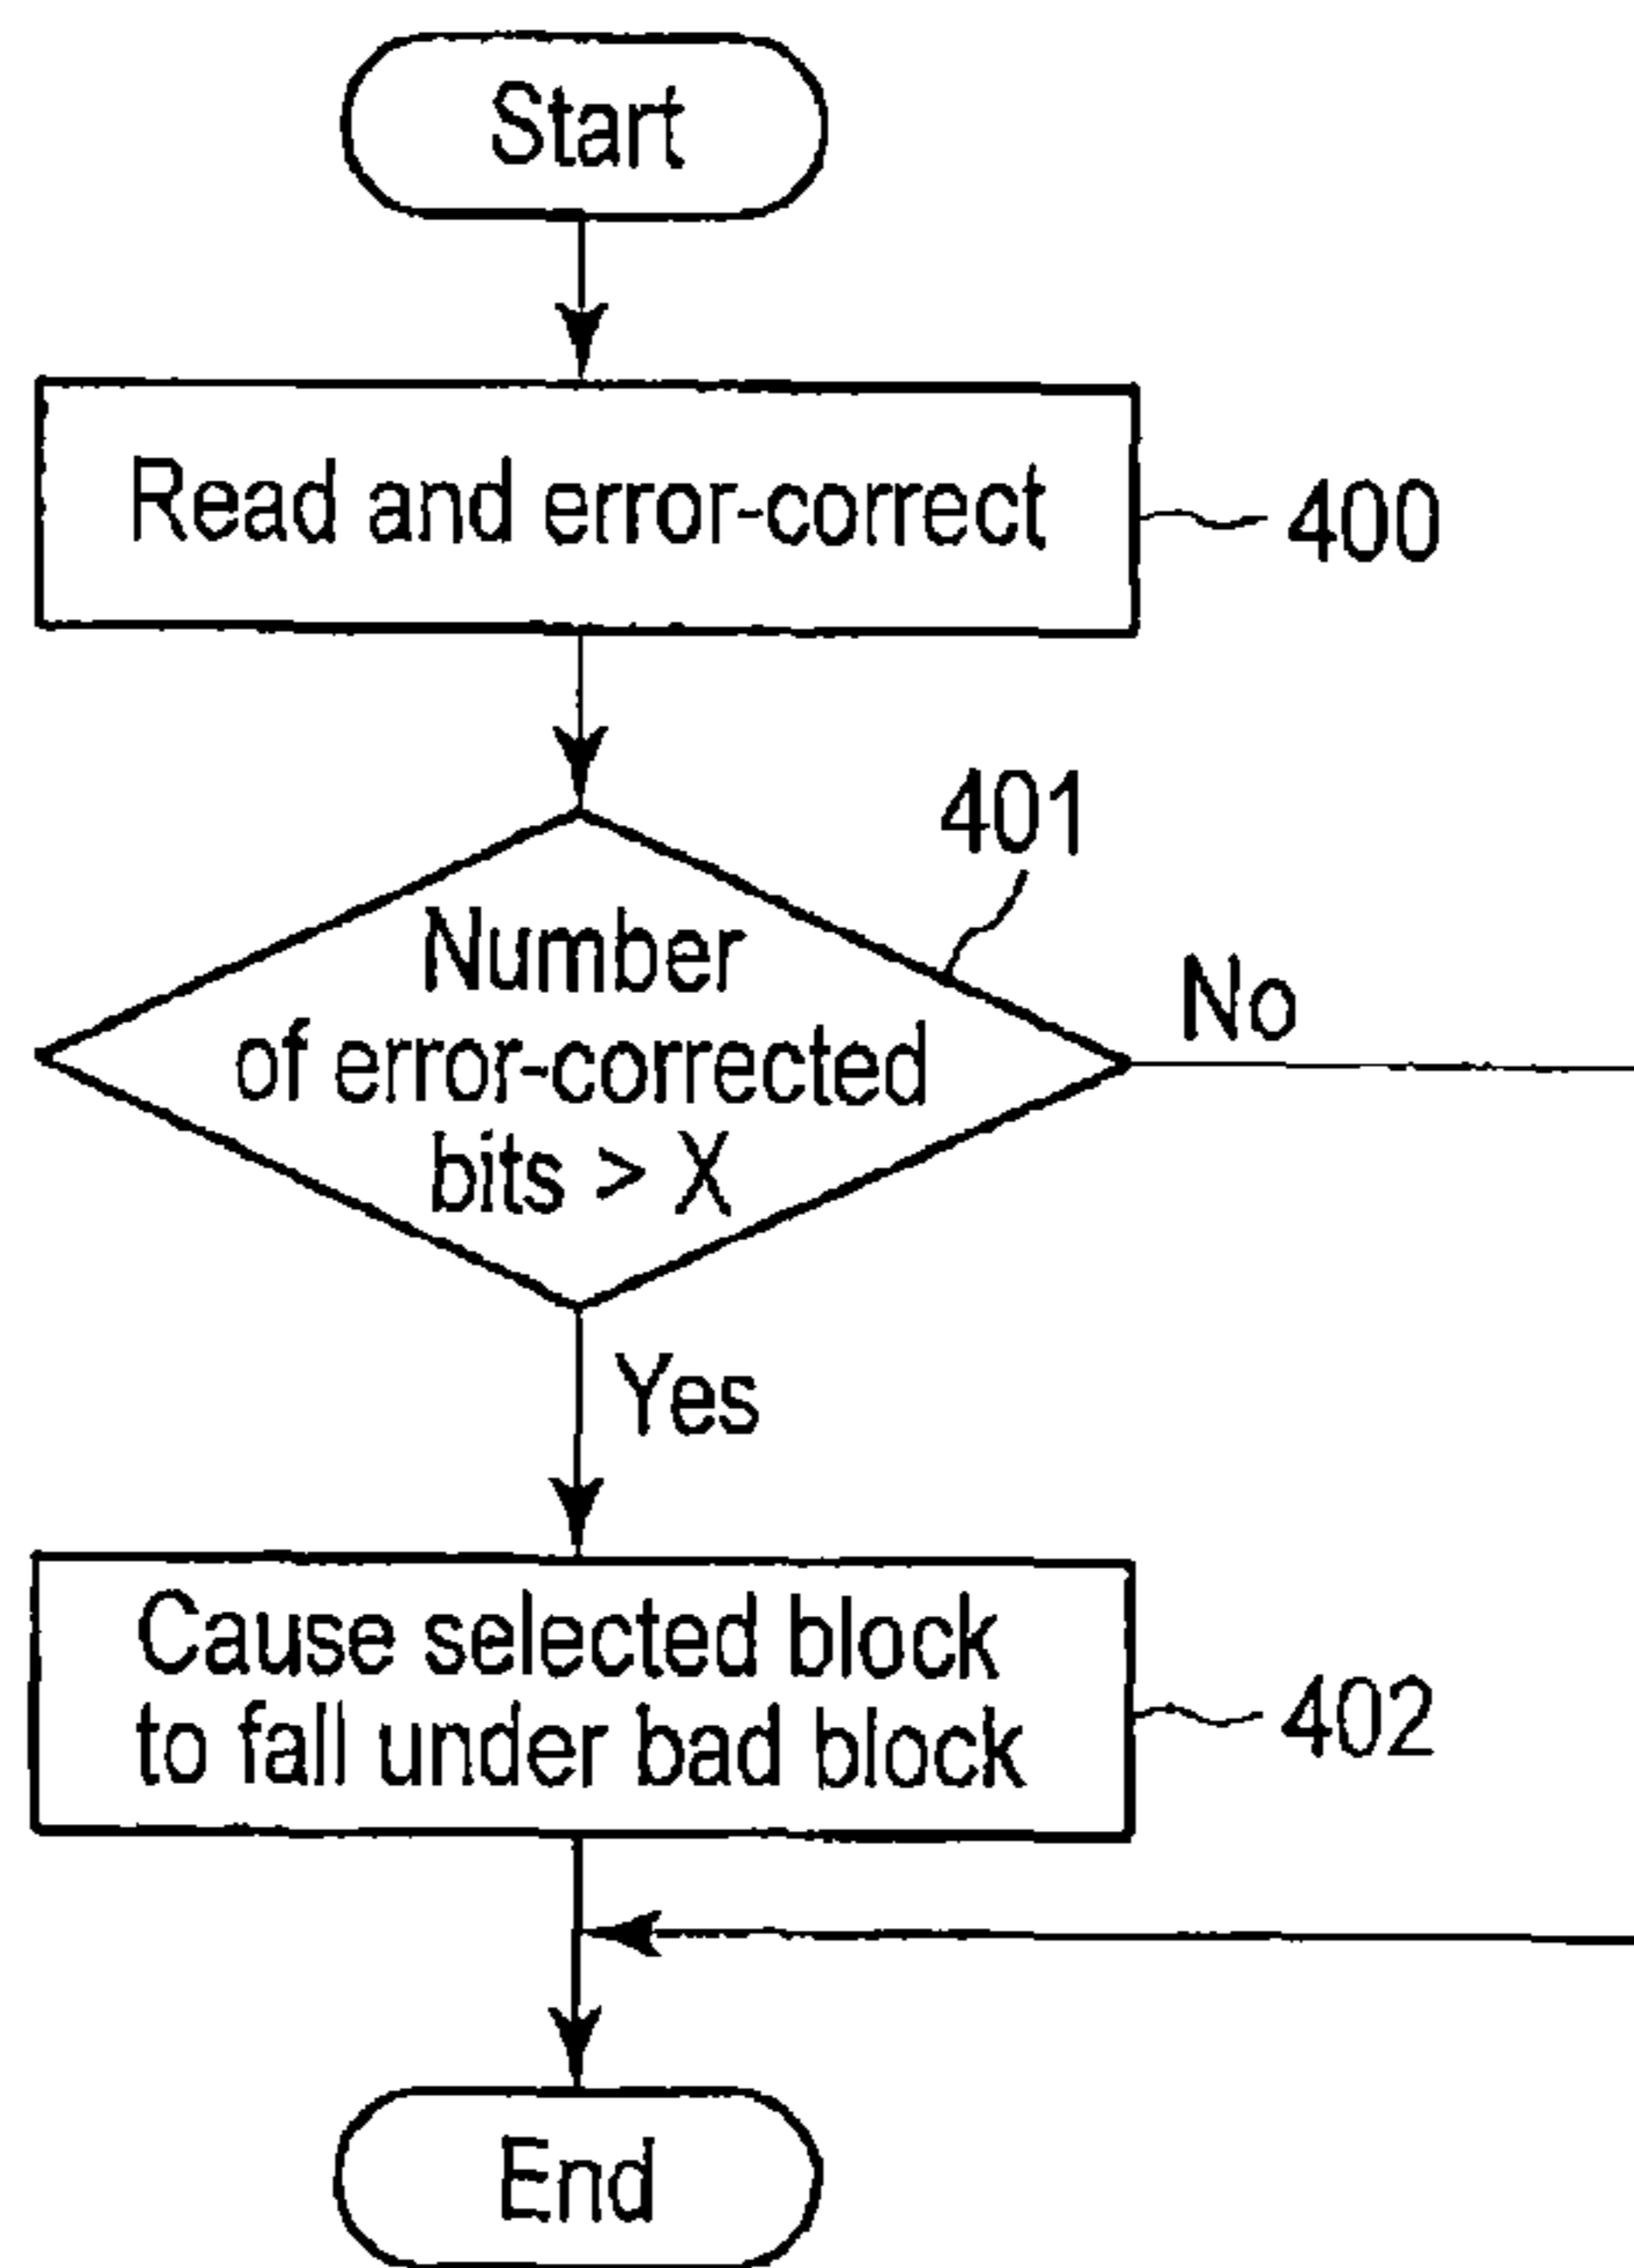 Start
Read and error-correct
400
401
Number
of error-corrected
bits > X
No
Yes
Cause selected block
to fall under bad block
402
End